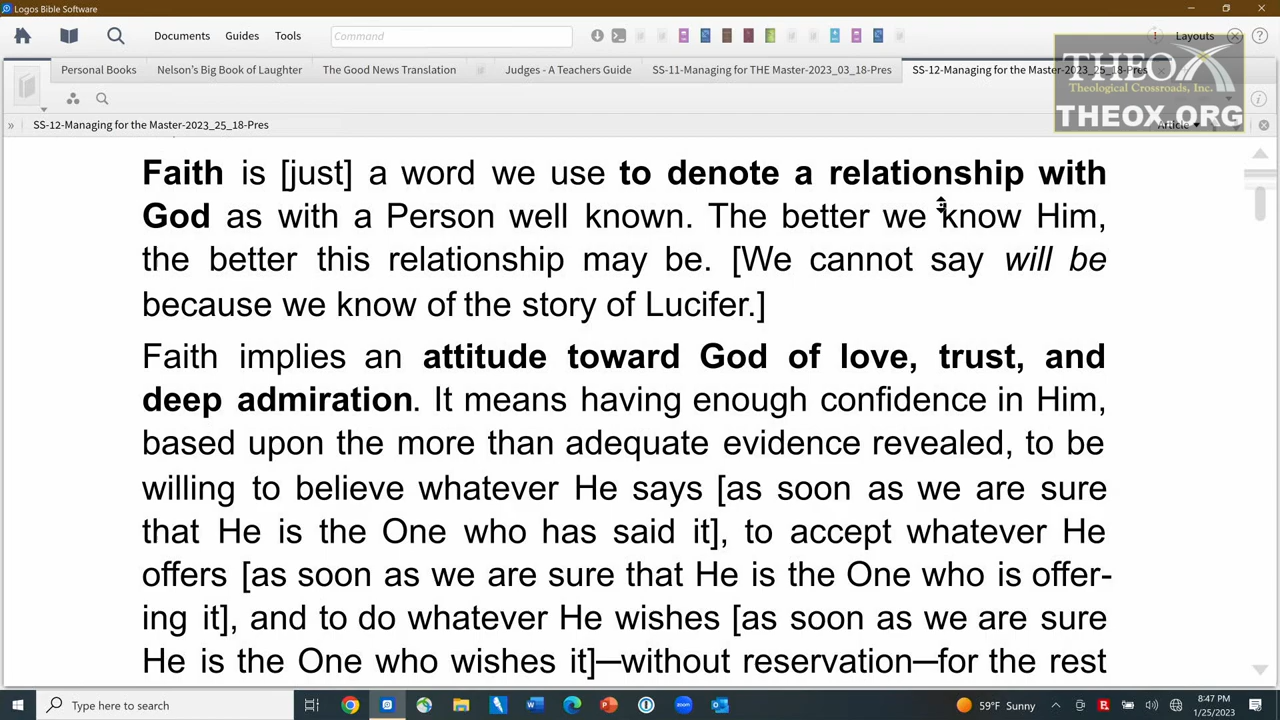 Logos Bible Software
Documents Guides Tools Command Layouts
Personal Books Nelson's Big Book of Laughter Judges - A Teachers Guide SS-11-Managing for THE Master-2023_03_18-pres SS-12-Managing for the Master-2023_25_18-Pres
THEOX
Theological Crossroads, Inc.
THEOX.ORG
SS-12-Managing for the Master-2023_25_18-Pres Article
Faith is [just] a word we use to denote a relationship with
God as with a Person well known. The better we know Him,
the better this relationship may be. [We cannot say will be
because we know of the story of Lucifer.]
Faith implies an attitude toward God of love, trust, and
deep admiration. It means having enough confidence in Him,
based upon the more than adequate evidence revealed, to be
willing to believe whatever He says [as soon as we are sure
that He is the One who has said it], to accept whatever He
offers [as soon as we are sure that He is the One who is offer-
ing it], and to do whatever He wishes [as soon as we are sure
He is the One who wishes it]—without reservation—for the rest
Type here to search 59°F Sunny 8:47 PM
1/25/2023